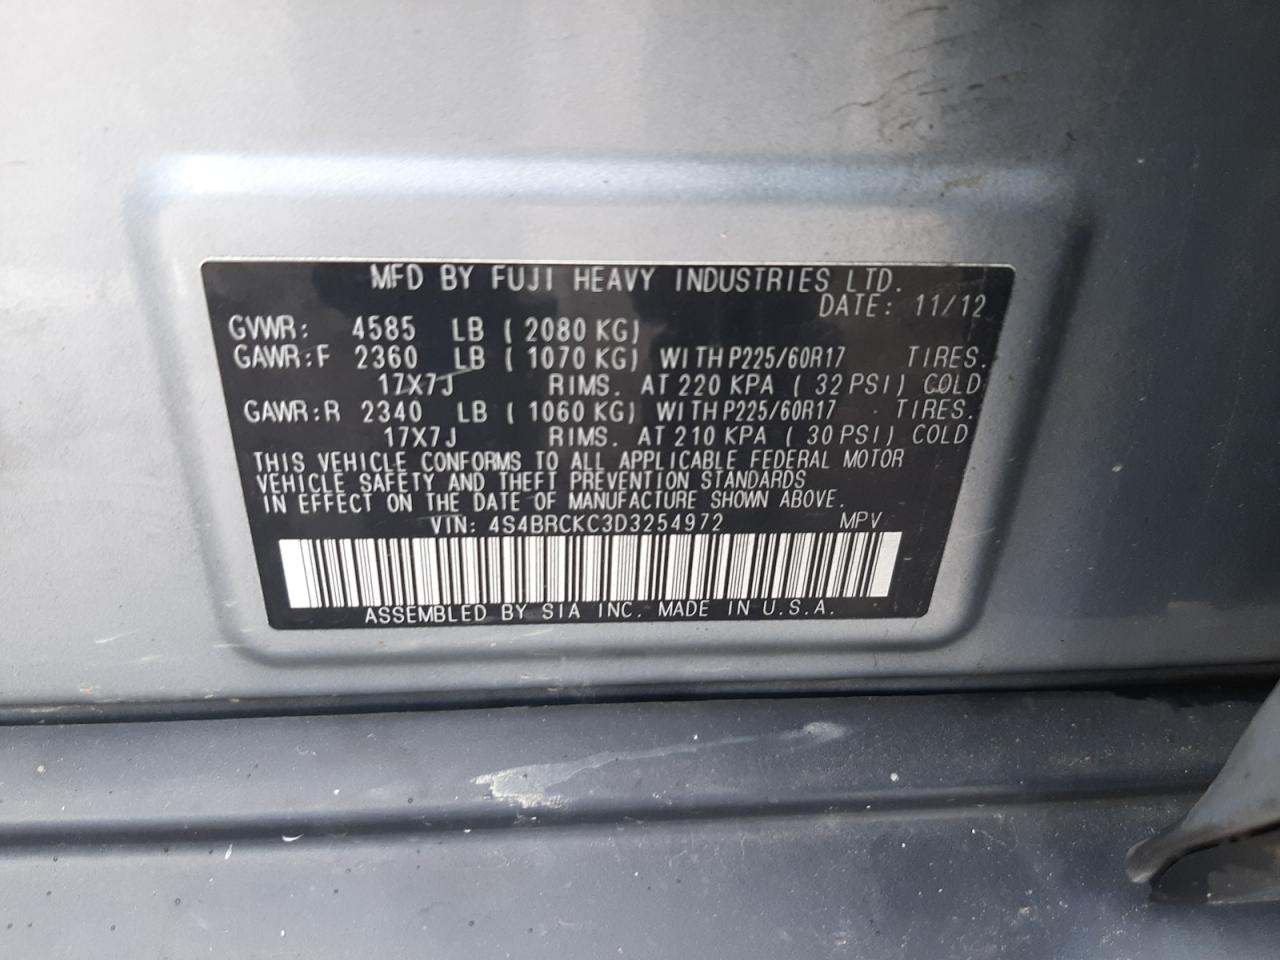 MFD BY FUJI HEAVY INDUSTRIES LTD.
DATE: 11/12
GVWR: 4585 LB (2080 KG)
GAWR:F 2360 LB (1070 KG) WITH P225/60R17 TIRES.
17X7J RIMS. AT 220 KPA (32 PSI) COLD
GAWR:R 2340 LB (1060 KG) WITH P225/60R17 TIRES.
17X7J RIMS. AT 210 KPA (30 PSI) COLD
THIS VEHICLE CONFORMS TO ALL APPLICABLE FEDERAL MOTOR
VEHICLE SAFETY AND THEFT PREVENTION STANDARDS
IN EFFECT ON THE DATE OF MANUFACTURE SHOWN ABOVE.
VIN: 4S4BRCKC3D3254972 MPV
ASSEMBLED BY SIA INC. MADE IN U.S.A.